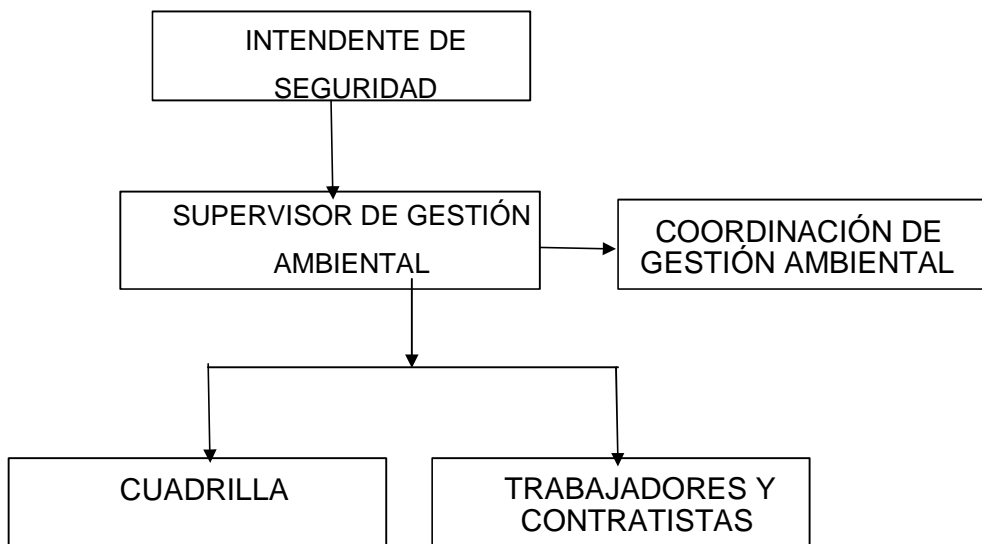 INTENDENTE DE
SEGURIDAD
SUPERVISOR DE GESTIÓN
AMBIENTAL
COORDINACIÓN DE
GESTIÓN AMBIENTAL
CUADRILLA
TRABAJADORES Y
CONTRATISTAS